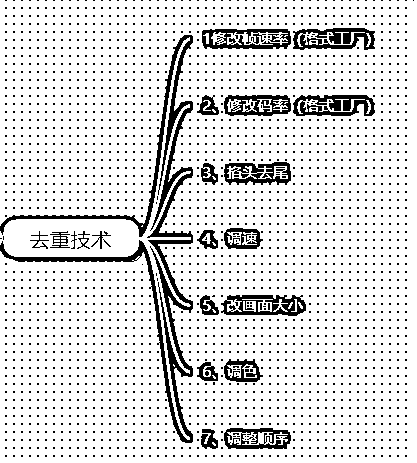 去重技术
1修改帧速率（格式工厂）
2、修改码率（格式工厂）
3、掐头去尾
4、调速
5、改画面大小
6、调色
7、调整顺序